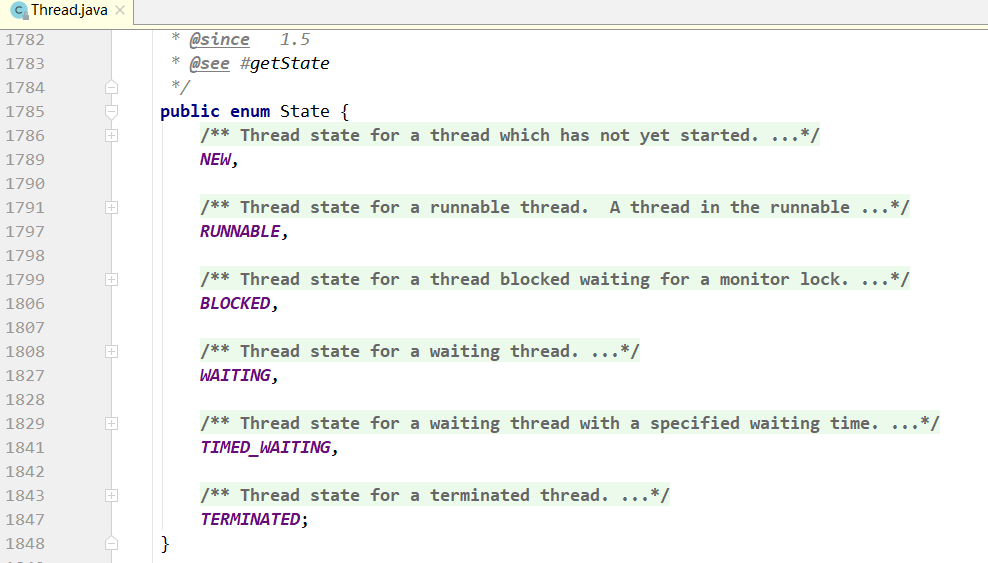 Thread.java
1782 * @since 1.5
1783 * @see #getState
1784 */
1785 public enum State {
1786 /** Thread state for a thread which has not yet started. ...*/
1789 NEW,
1790
1791 /** Thread state for a runnable thread.  A thread in the runnable ...*/
1797 RUNNABLE,
1798
1799 /** Thread state for a thread blocked waiting for a monitor lock. ...*/
1806 BLOCKED,
1807
1808 /** Thread state for a waiting thread. ...*/
1827 WAITING,
1828
1829 /** Thread state for a waiting thread with a specified waiting time. ...*/
1841 TIMED_WAITING,
1842
1843 /** Thread state for a terminated thread. ...*/
1847 TERMINATED;
1848 }